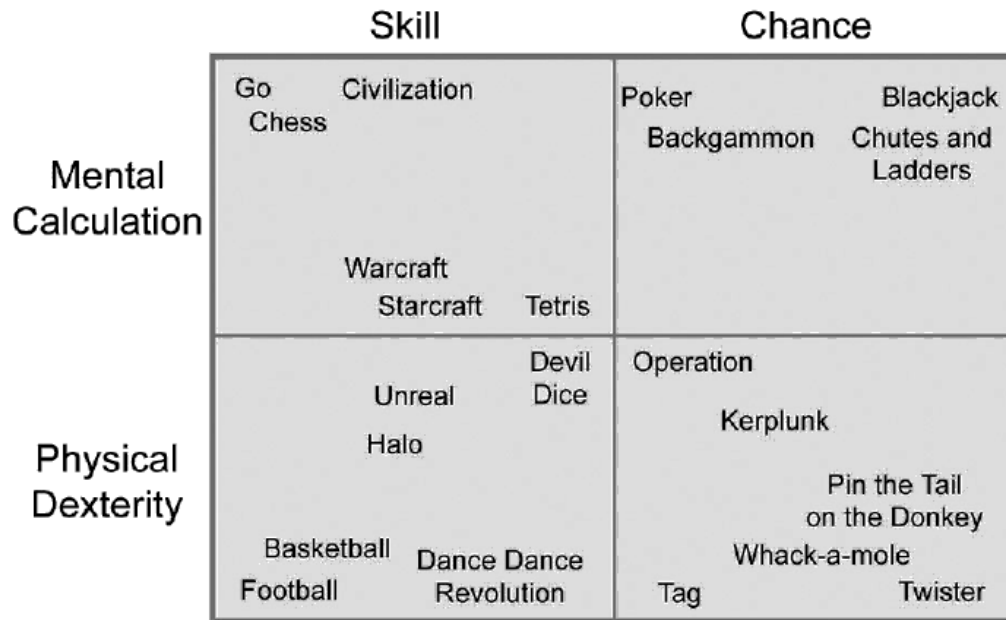 Skill
Chance
Mental
Calculation
Go
Civilization
Chess
Warcraft
Starcraft
Tetris
Poker
Blackjack
Backgammon
Chutes and
Ladders
Physical
Dexterity
Devil
Dice
Unreal
Halo
Basketball
Dance Dance
Revolution
Football
Operation
Kerplunk
Pin the Tail
on the Donkey
Whack-a-mole
Tag
Twister